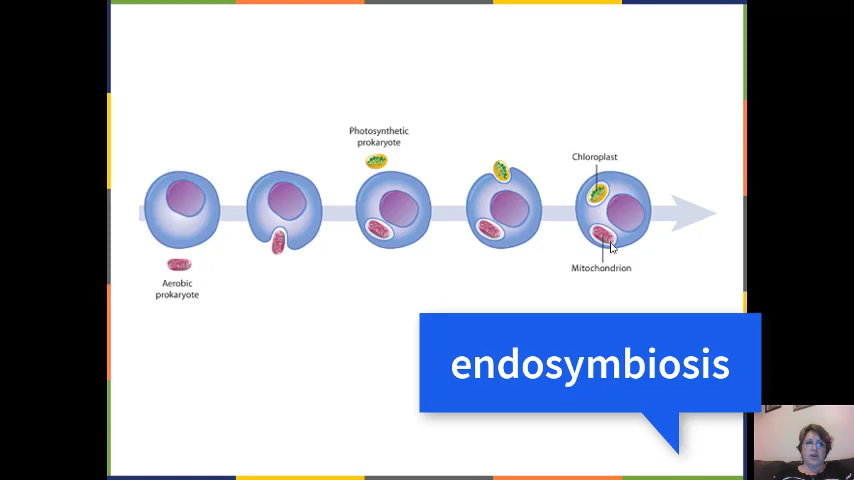 Photosynthetic
prokaryote
Chloroplast
Aerobic
prokaryote
Mitochondrion
endosymbiosis